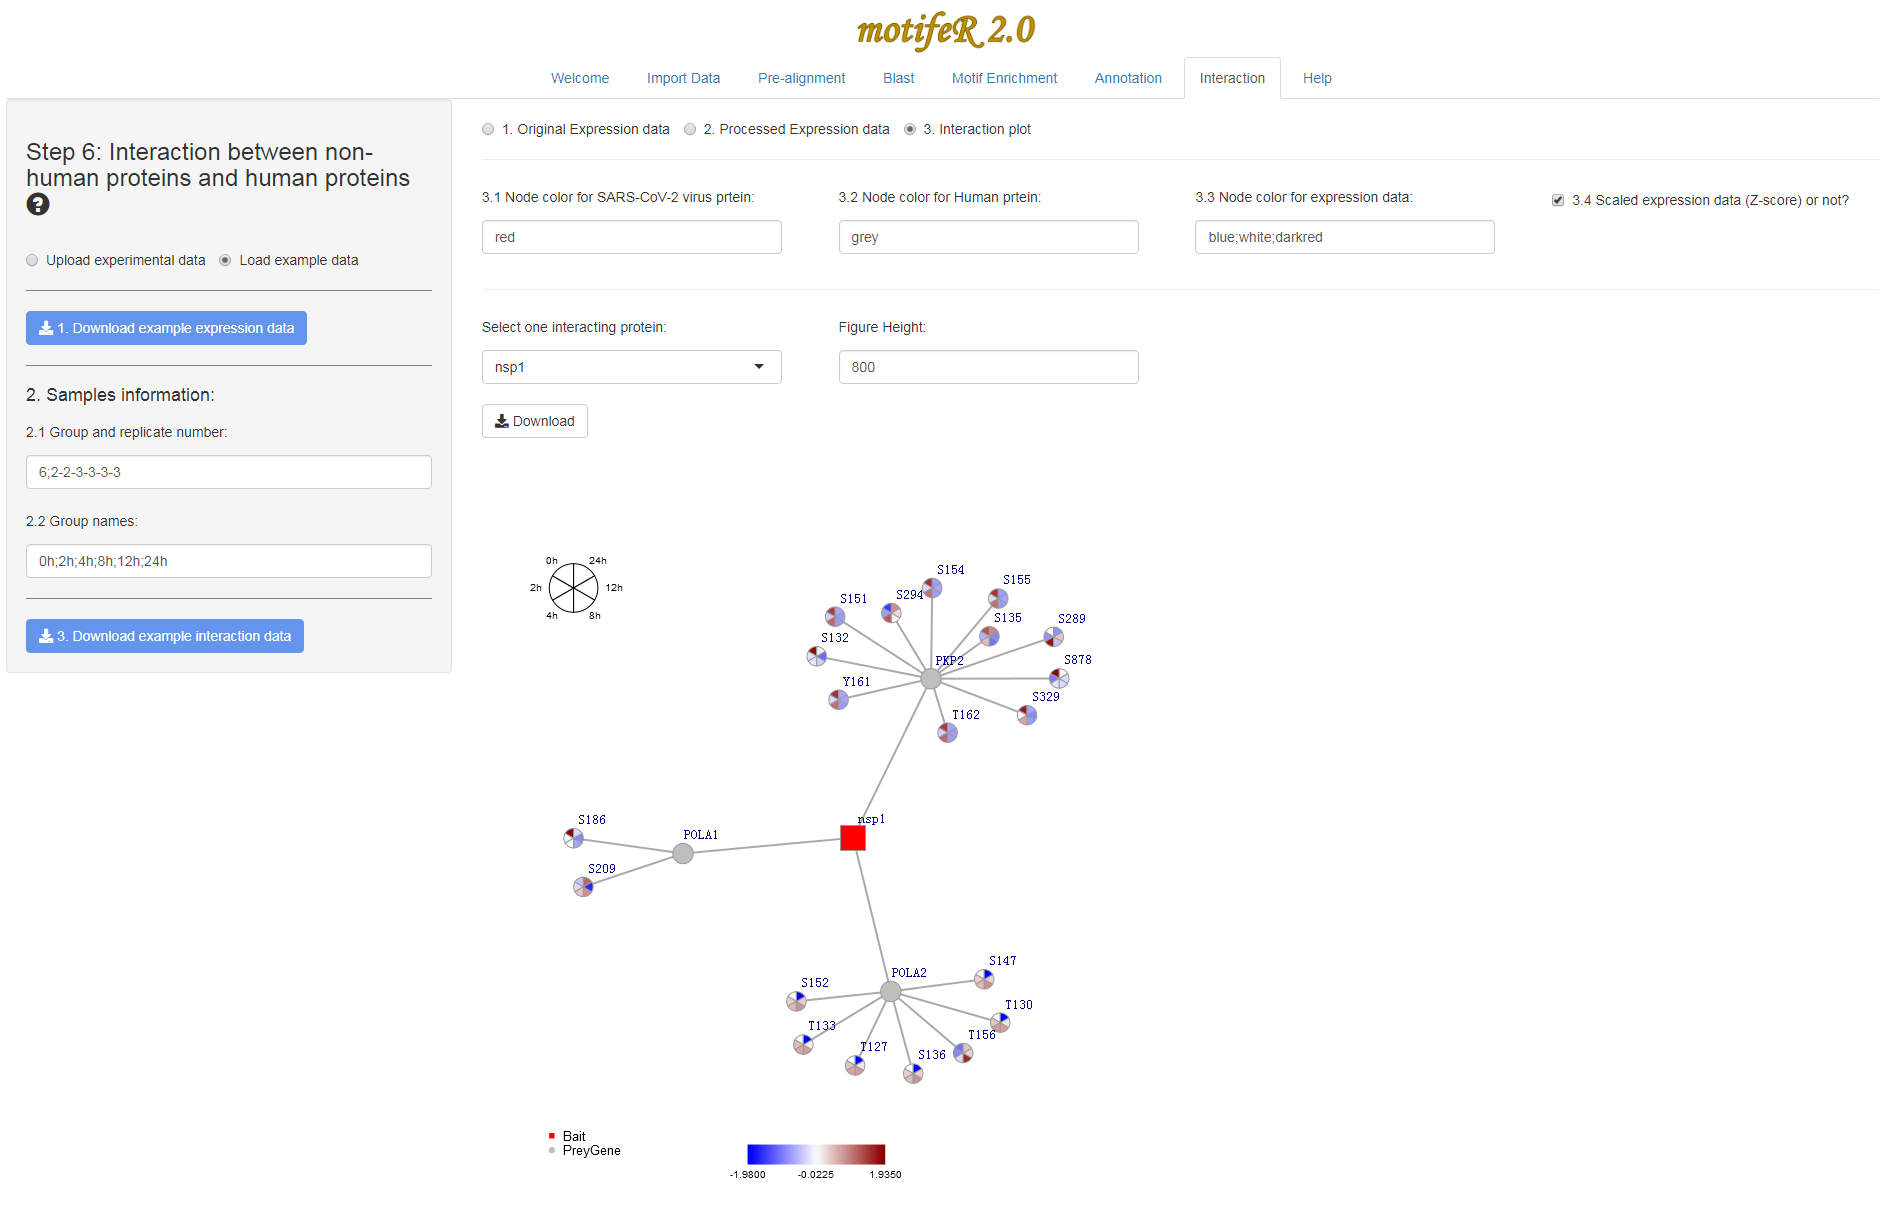 motifeR 2.0
Welcome Import Data Pre-alignment Blast Motif Enrichment Annotation Interaction Help
Step 6: Interaction between non-
human proteins and human proteins
?
Upload experimental data Load example data
1. Download example expression data
2. Samples information:
2.1 Group and replicate number:
6;2-2-3-3-3-3
2.2 Group names:
0h;2h;4h;8h;12h;24h
3. Download example interaction data
1. Original Expression data 2. Processed Expression data 3. Interaction plot
3.1 Node color for SARS-CoV-2 virus prtein:
red
3.2 Node color for Human prtein:
grey
3.3 Node color for expression data:
blue;white;darkred
3.4 Scaled expression data (Z-score) or not?
Select one interacting protein:
nsp1
Figure Height:
800
Download
0h 24h
2h 12h
4h 8h
S154
S155
S294
S151
S135
S289
S132
PKP2
S878
Y161
S329
T162
nsp1
S186
POLA1
S209
S147
POLA2
S152
T130
T133
T156
T127
S136
Bait
PreyGene
-1.9800 -0.0225 1.9350